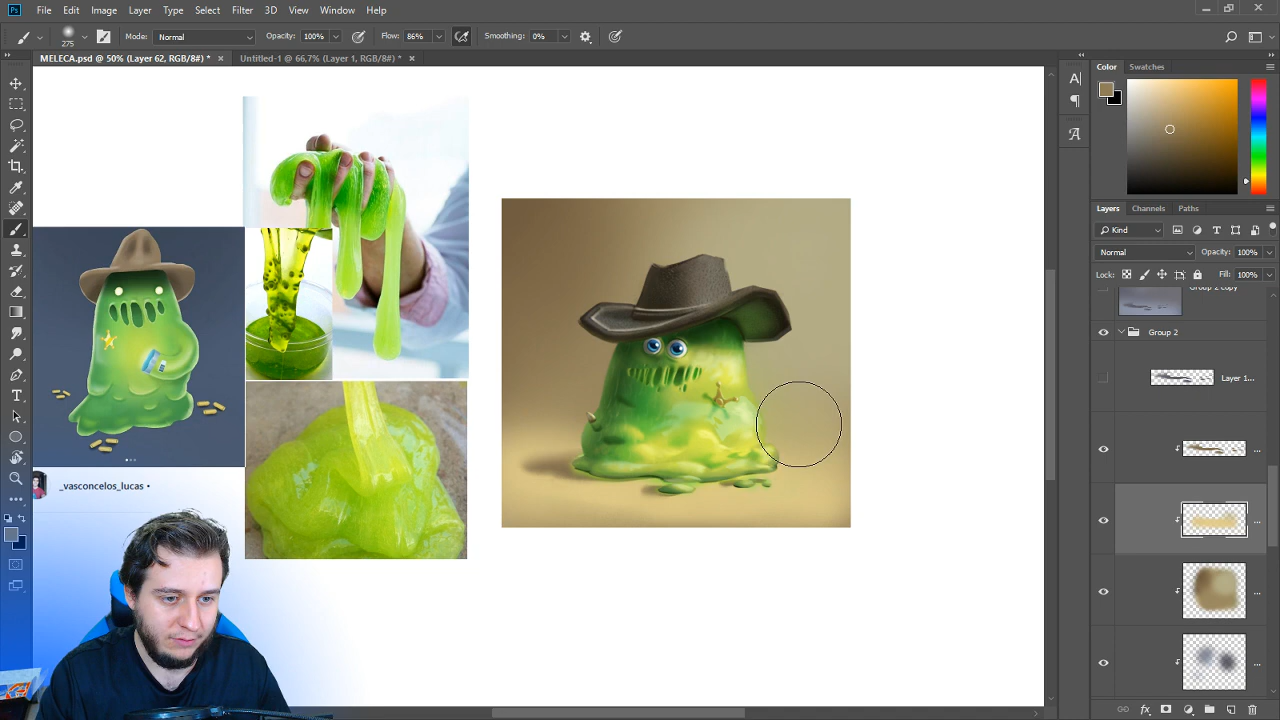 Ps File Edit Image Layer Type Select Filter 3D View Window Help
275 Mode: Normal Opacity: 100% Flow: 86% Smoothing: 0%
MELECA.psd @ 50% (Layer 62, RGB/8#) * × Untitled-1 @ 66,7% (Layer 1, RGB/8#) * ×
Color Swatches
Layers Channels Paths
Kind
Normal Opacity: 100%
Lock: Fill: 100%
Group 2 copy
Group 2
Layer 1...
...
...
...
...
_vasconcelos_lucas •